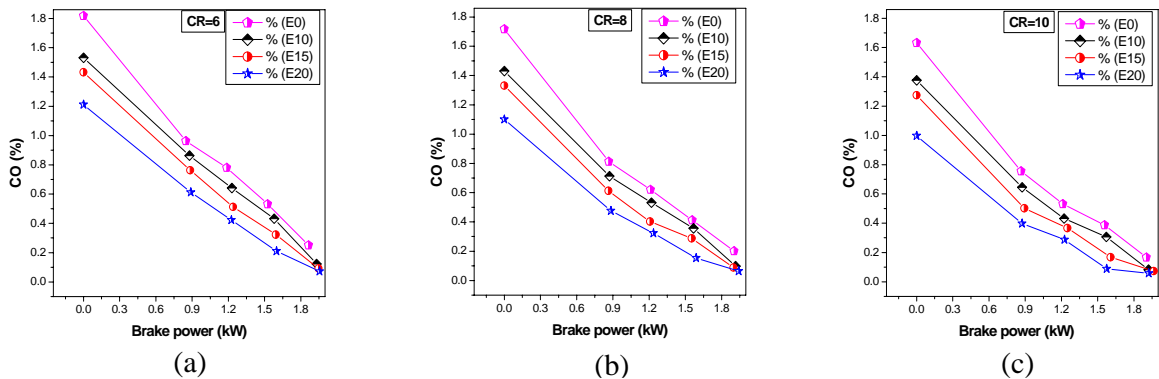 CR=6
% (E0)
% (E10)
% (E15)
% (E20)
1.8
1.6
1.4
1.2
1.0
0.8
0.6
0.4
0.2
0.0
CO (%)
0.0 0.3 0.6 0.9 1.2 1.5 1.8
Brake power (kW)
(a)
CR=8
% (E0)
% (E10)
% (E15)
% (E20)
1.8
1.6
1.4
1.2
1.0
0.8
0.6
0.4
0.2
0.0
CO (%)
0.0 0.3 0.6 0.9 1.2 1.5 1.8
Brake power (kW)
(b)
CR=10
% (E0)
% (E10)
% (E15)
% (E20)
1.8
1.6
1.4
1.2
1.0
0.8
0.6
0.4
0.2
0.0
CO (%)
0.0 0.3 0.6 0.9 1.2 1.5 1.8
Brake power (kW)
(c)